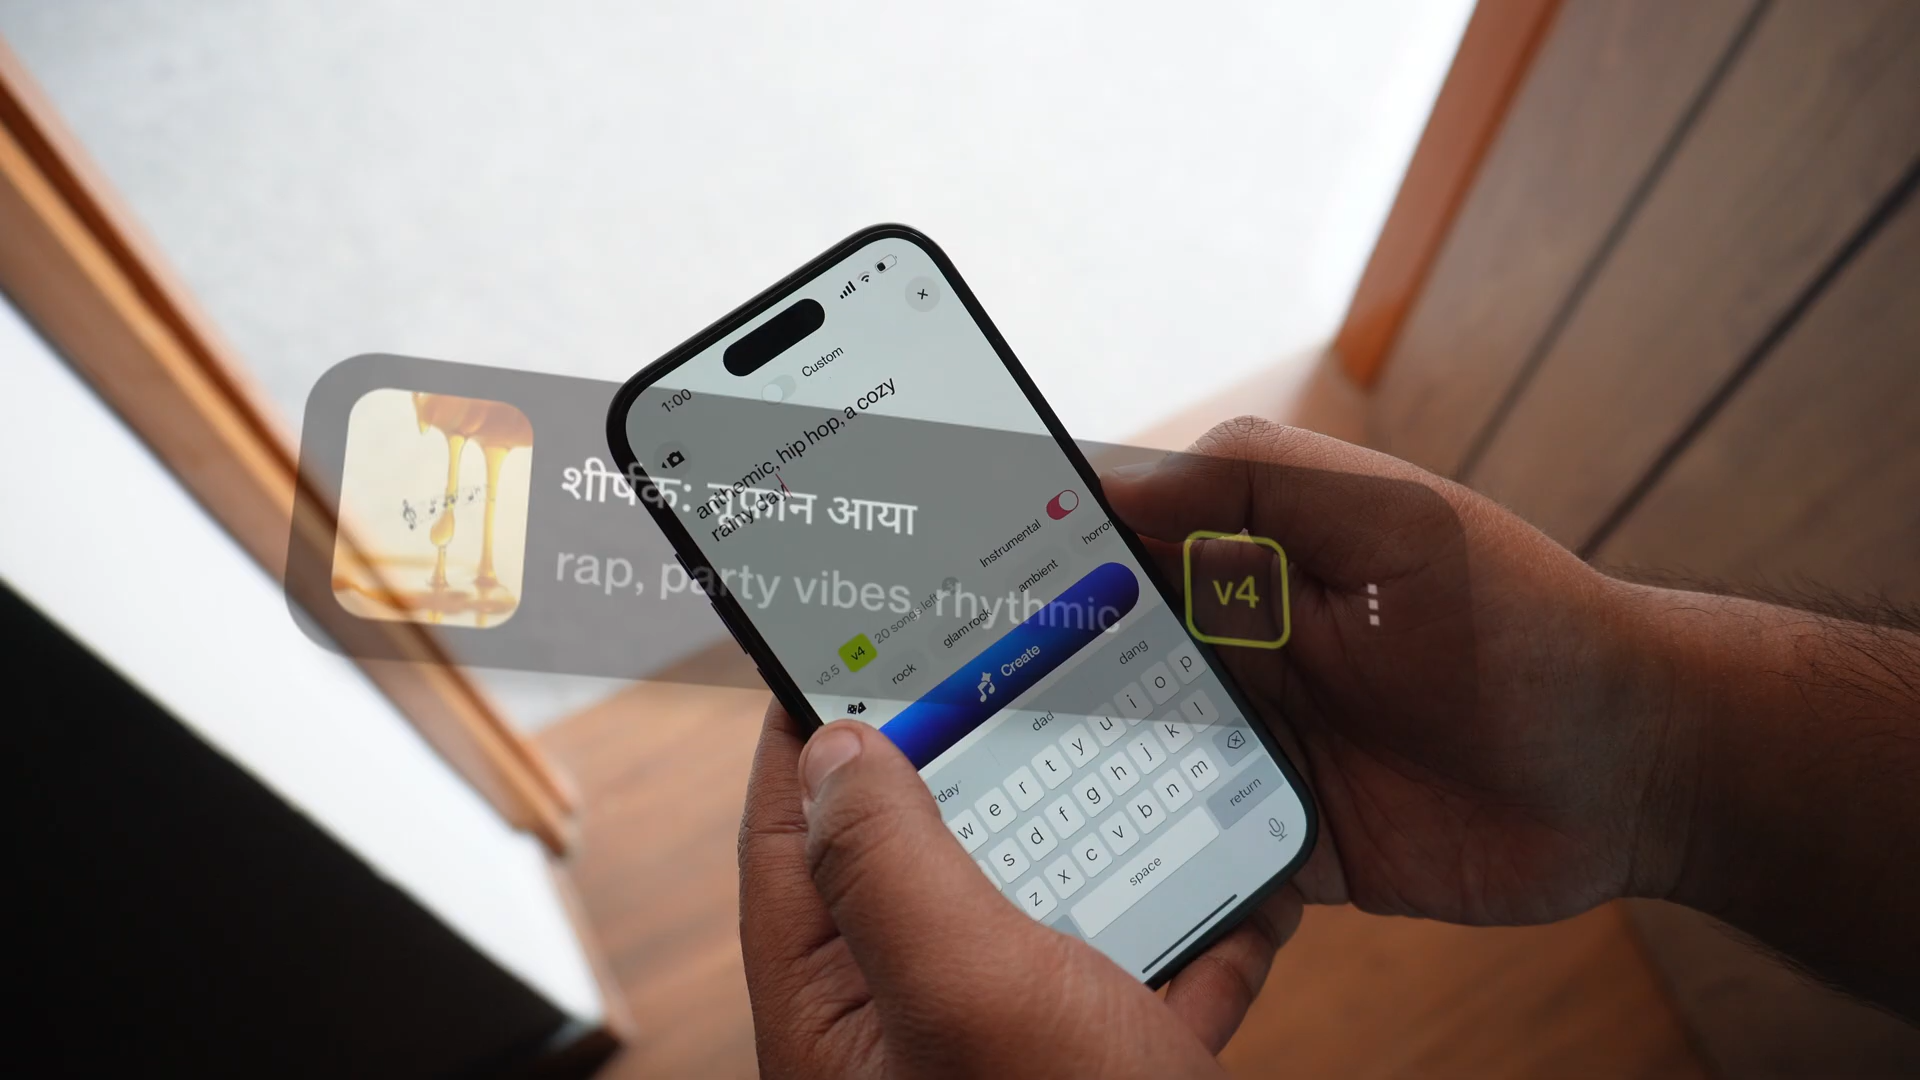 1:00
Custom
anthemic, hip hop, a cozy
rainy day
Instrumental
v3.5 v4 20 songs left
rock glam rock ambient horror
Create
"day" dad dang
w e r t y u i o p
s d f g h j k l
z x c v b n m
space return
शीर्षक: तूफान आया
rap, party vibes, rhythmic
v4